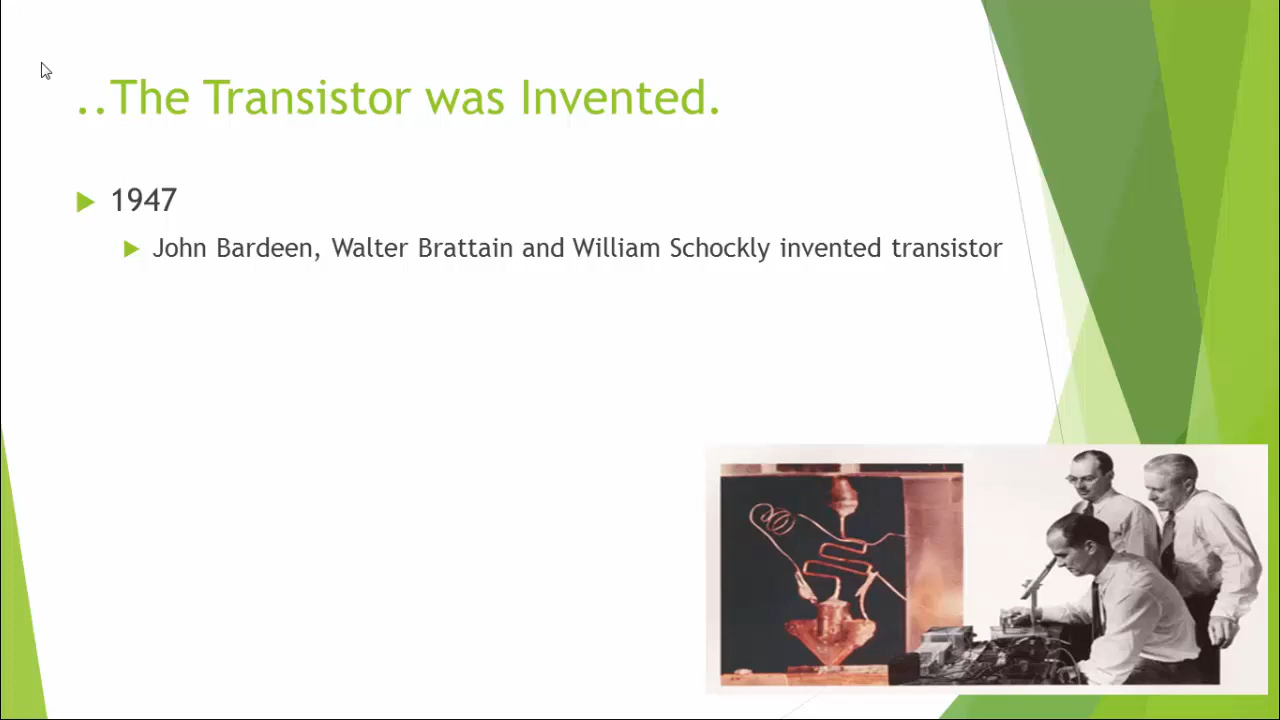 ..The Transistor was Invented.
1947
John Bardeen, Walter Brattain and William Schockly invented transistor